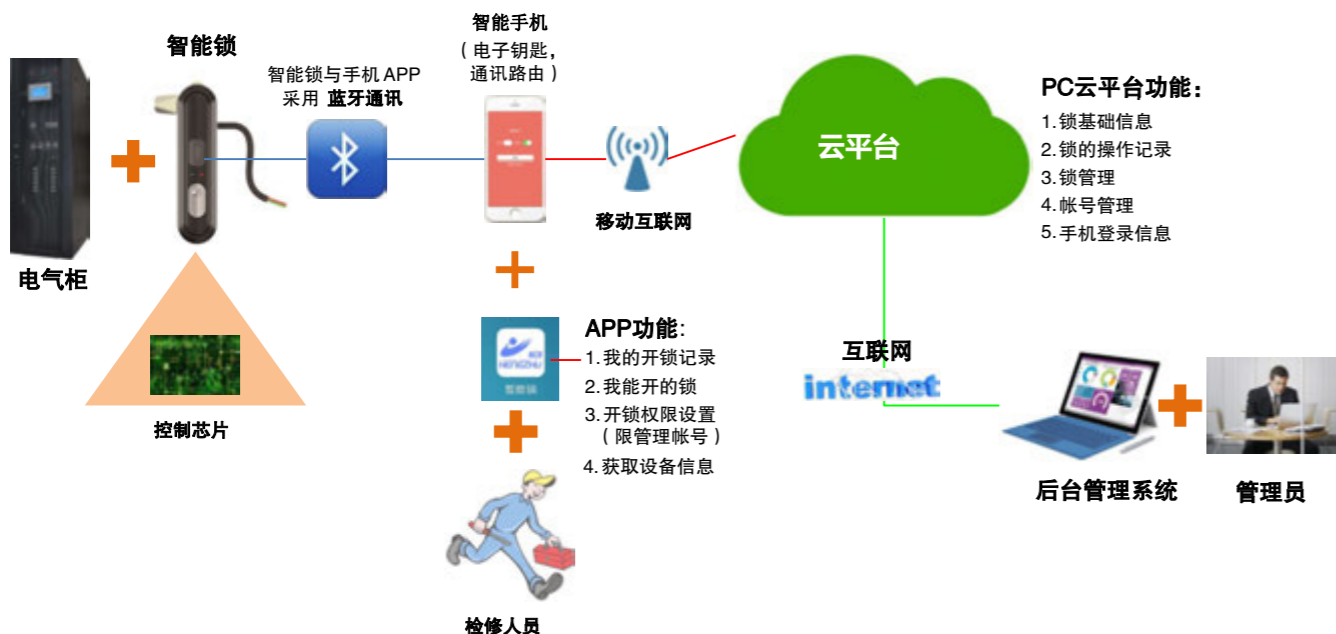 智能锁
智能锁与手机 APP
采用 蓝牙通讯
智能手机
（电子钥匙，
通讯路由）
电气柜
控制芯片
移动互联网
云平台
PC云平台功能：
1.锁基础信息
2.锁的操作记录
3.锁管理
4.帐号管理
5.手机登录信息
HENGZHU
智能锁
APP功能：
1.我的开锁记录
2.我能开的锁
3.开锁权限设置
（限管理帐号）
4.获取设备信息
检修人员
互联网
internet
后台管理系统
管理员